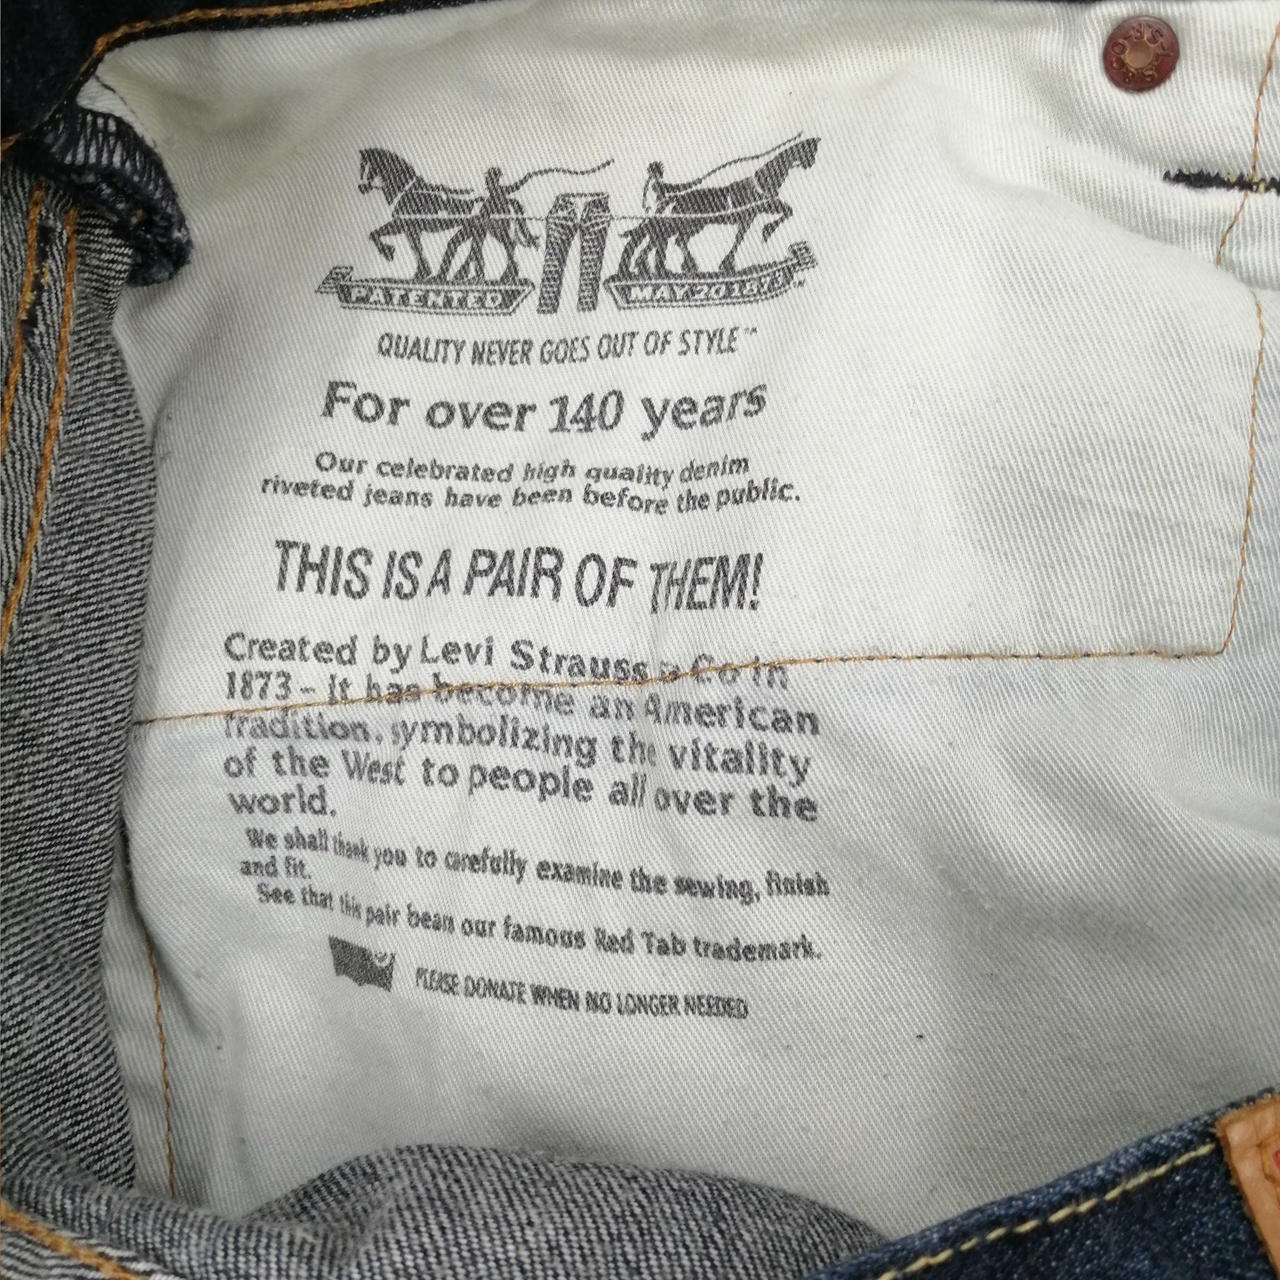 PATENTED MAY 20 1873
QUALITY NEVER GOES OUT OF STYLE™
For over 140 years
Our celebrated high quality denim
riveted jeans have been before the public.
THIS IS A PAIR OF THEM!
Created by Levi Strauss & Co in
1873 - It has become an American
Tradition, symbolizing the vitality
of the West to people all over the
world.
We shall thank you to carefully examine the sewing, finish
and fit.
See that this pair bears our famous Red Tab trademark.
PLEASE DONATE WHEN NO LONGER NEEDED